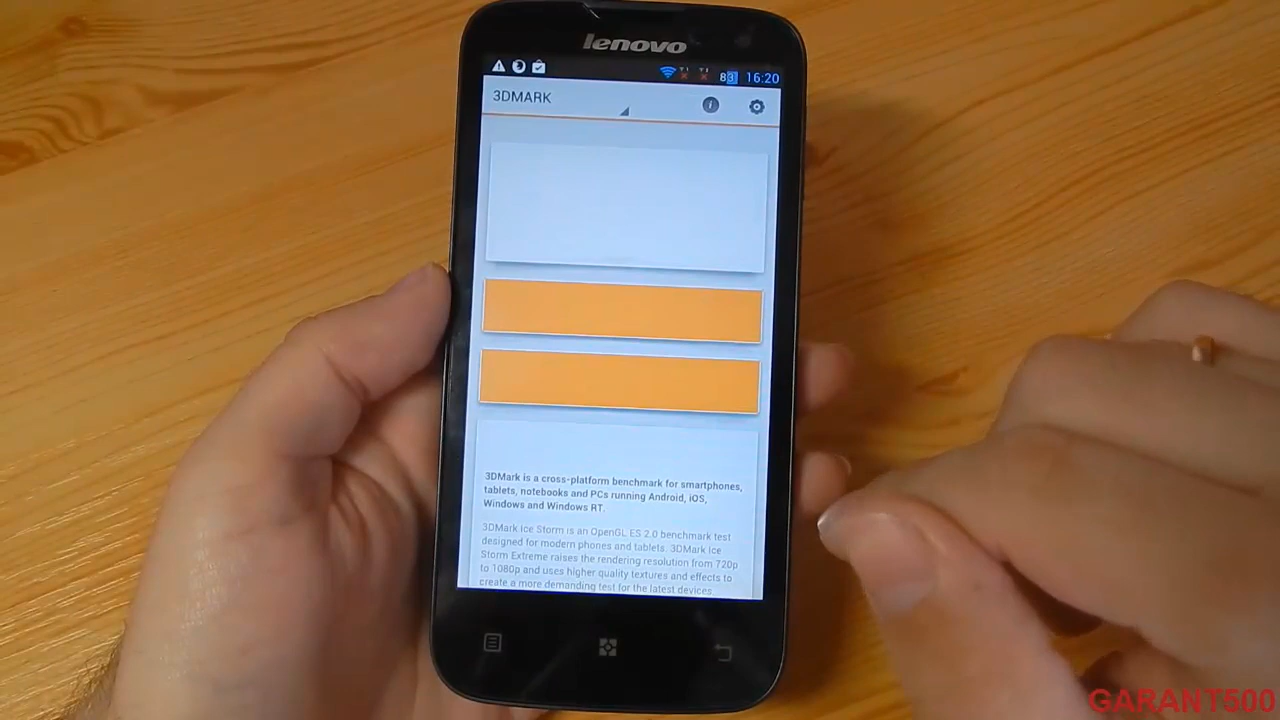 lenovo
83 16:20
3DMARK
3DMark is a cross-platform benchmark for smartphones,
tablets, notebooks and PCs running Android, iOS,
Windows and Windows RT.
3DMark Ice Storm is an OpenGL ES 2.0 benchmark test
designed for modern phones and tablets. 3DMark Ice
Storm Extreme raises the rendering resolution from 720p
to 1080p and uses higher quality textures and effects to
create a more demanding test for the latest devices
GARANT500